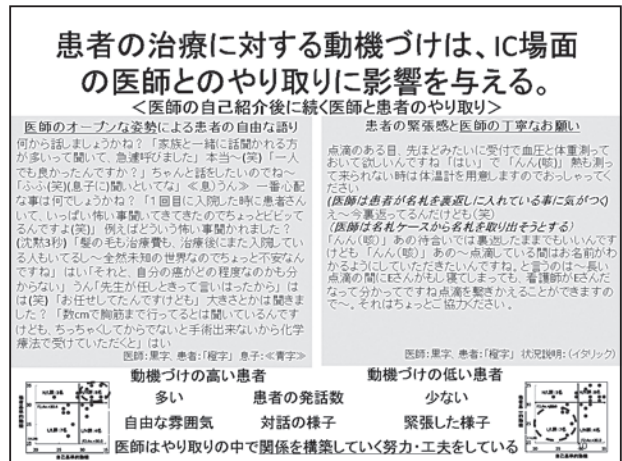 患者の治療に対する動機づけは、IC場面
の医師とのやり取りに影響を与える。
＜医師の自己紹介後に続く医師と患者のやり取り＞
医師のオープンな姿勢による患者の自由な語り
何から話しましょうかね？「家族と一緒に話聞かれる方
が多いって聞いて、急遽呼びました」本当～(笑)「一人
でも良かったんですか？」ちゃんと話をしたいのでね～
「ふふ(笑)(息子に)聞いといてな」≪息)うん≫ 一番心配
な事は何でしょうかね？「1回目に入院した時に患者さん
いて、いっぱい怖い事聞いてきてきたのでちょっとビビッて
るんですよ(笑)」例えばどういう怖い事聞かれました？
(沈黙3秒)「髪の毛も治療費も、治療後にまた入院してい
る人もいてるし～全然未知の世界なのでちょっと不安なん
ですね」はい「それと、自分の癌がどの程度なのかも分
からない」うん「先生が任しときって言いはったから」は
は(笑)「お任せしてたんですけども」大きさとかは聞きま
した？「数cmで胸筋まで行ってるとは聞いているんです
けども、ちっちゃくしてからでないと手術出来ないから化学
療法で受けていただくと」はい
医師：黒字、患者：「橙字」息子：≪青字≫
患者の緊張感と医師の丁寧なお願い
点滴のある日、先ほどみたいに受付で血圧と体重測って
おいて欲しいんですね「はい」で「んん(咳)」熱も測っ
て来られない時は体温計を用意しますのでおっしゃってく
ださい
(医師は患者が名札を裏返しに入れている事に気がつく)
え～今裏返ってるんだけども(笑)
(医師は名札ケースから名札を取り出そうとする)
「んん(咳)」あの待合いでは裏返したままでもいいんです
けども「んん(咳)」あの～点滴している間はお名前がわ
かるようにしていただきたいんですね。と言うのは～長い
点滴の間にEさんがもし寝てしまっても、看護師がEさんだ
なって分かってですね点滴を繋ぎかえることができますの
で～。それはちょっとご協力ください。
医師：黒字、患者：「橙字」状況説明：(イタリック)
動機づけの高い患者 動機づけの低い患者
多い 患者の発話数 少ない
自由な雰囲気 対話の様子 緊張した様子
医師はやり取りの中で関係を構築していく努力・工夫をしている